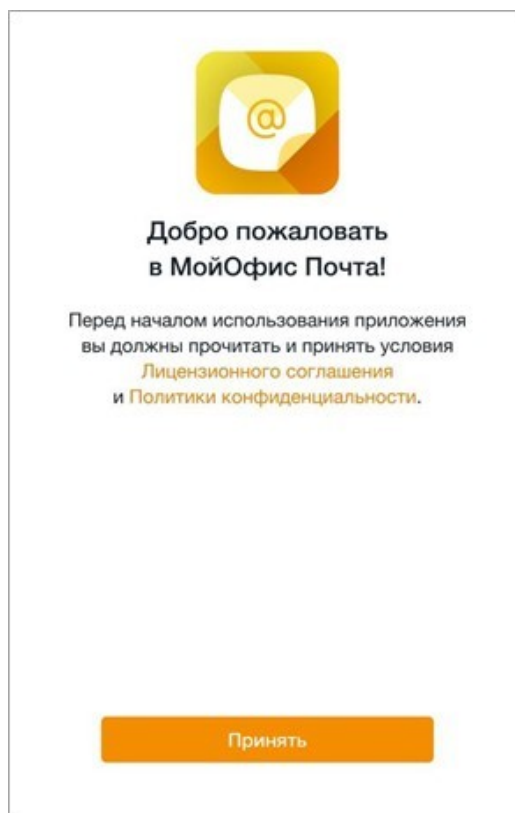 @
Добро пожаловать
в МойОфис Почта!
Перед началом использования приложения
вы должны прочитать и принять условия
Лицензионного соглашения
и Политики конфиденциальности.
Принять